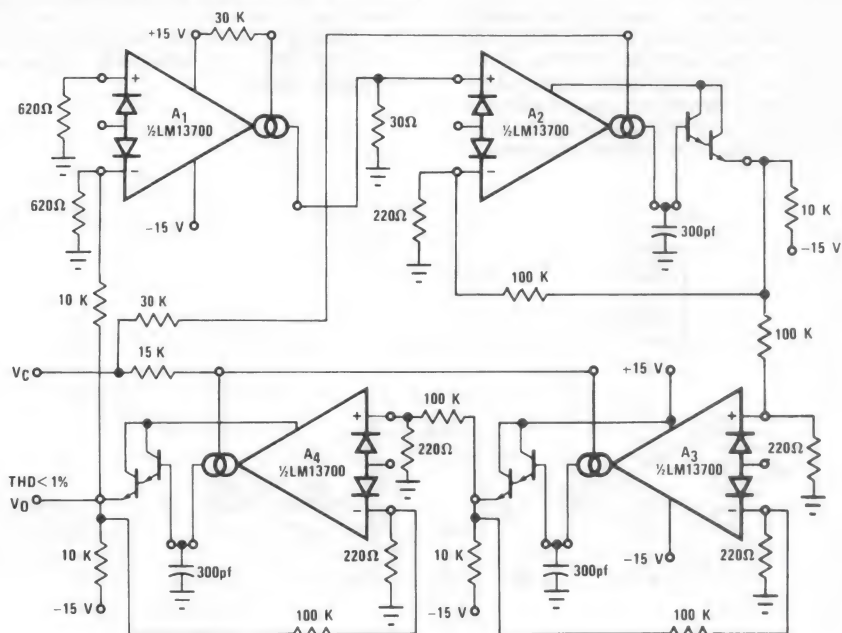 30 K
+15 V
620Ω
+
A1
½LM13700
−
620Ω
−15 V
30Ω
+
A2
½LM13700
−
220Ω
300pf
10 K
−15 V
100 K
10 K
30 K
100 K
VC
15 K
+15 V
THD < 1%
VO
A4
½LM13700
+
−
100 K
220Ω
220Ω
10 K
−15 V
300pf
100 K
A3
½LM13700
+
−
220Ω
220Ω
10 K
−15 V
300pf
−15 V
100 K